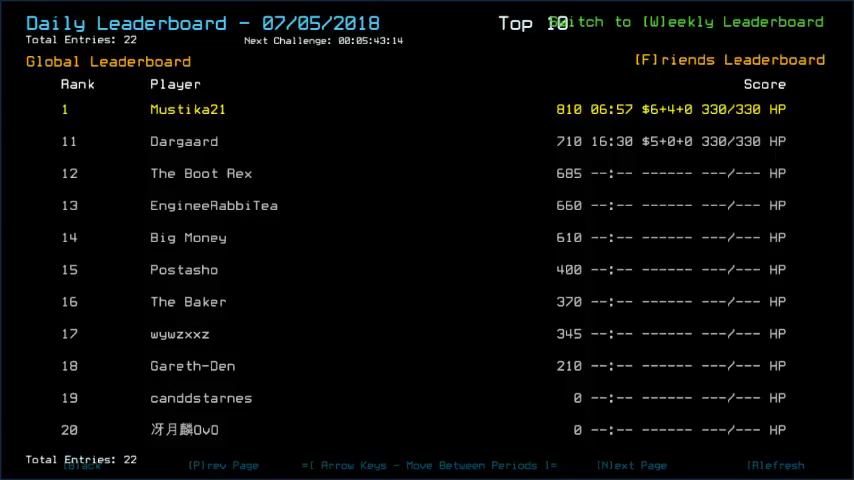 Daily Leaderboard - 07/05/2018 Top 10 Switch to [W]eekly Leaderboard
Total Entries: 22 Next Challenge: 00:05:43:14
Global Leaderboard [F]riends Leaderboard
Rank Player Score
1 Mustika21 810 06:57 $6+4+0 330/330 HP
11 Dargaard 710 16:30 $5+0+0 330/330 HP
12 The Boot Rex 685 --:-- ------ ---/--- HP
13 EngineeRabbiTea 660 --:-- ------ ---/--- HP
14 Big Money 610 --:-- ------ ---/--- HP
15 Postasho 400 --:-- ------ ---/--- HP
16 The Baker 370 --:-- ------ ---/--- HP
17 wywzxxz 345 --:-- ------ ---/--- HP
18 Gareth-Den 210 --:-- ------ ---/--- HP
19 canddstarnes 0 --:-- ------ ---/--- HP
20 冴月麟OvO 0 --:-- ------ ---/--- HP
Total Entries: 22
[B]ack [P]rev Page =[ Arrow Keys - Move Between Periods ]= [N]ext Page [R]efresh